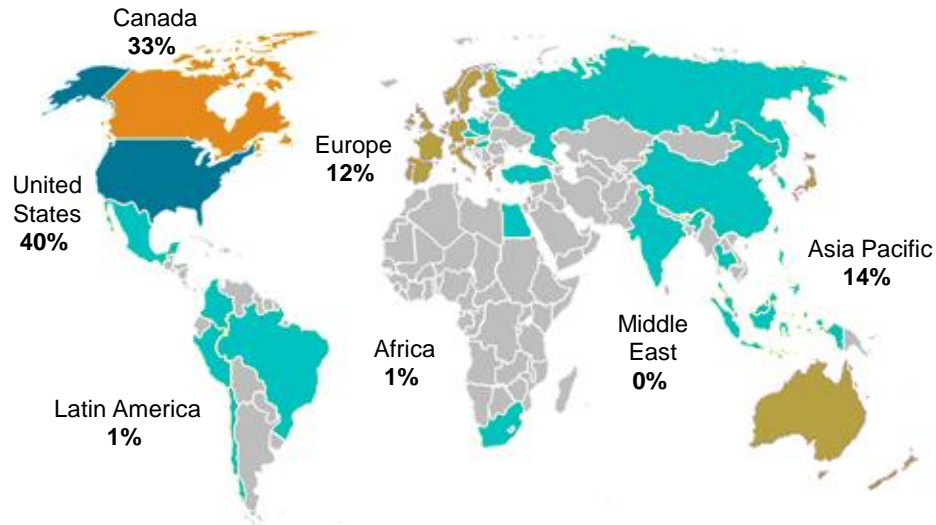 Canada
33%
Europe
12%
United
States
40%
Asia Pacific
14%
Africa
1%
Middle
East
0%
Latin America
1%